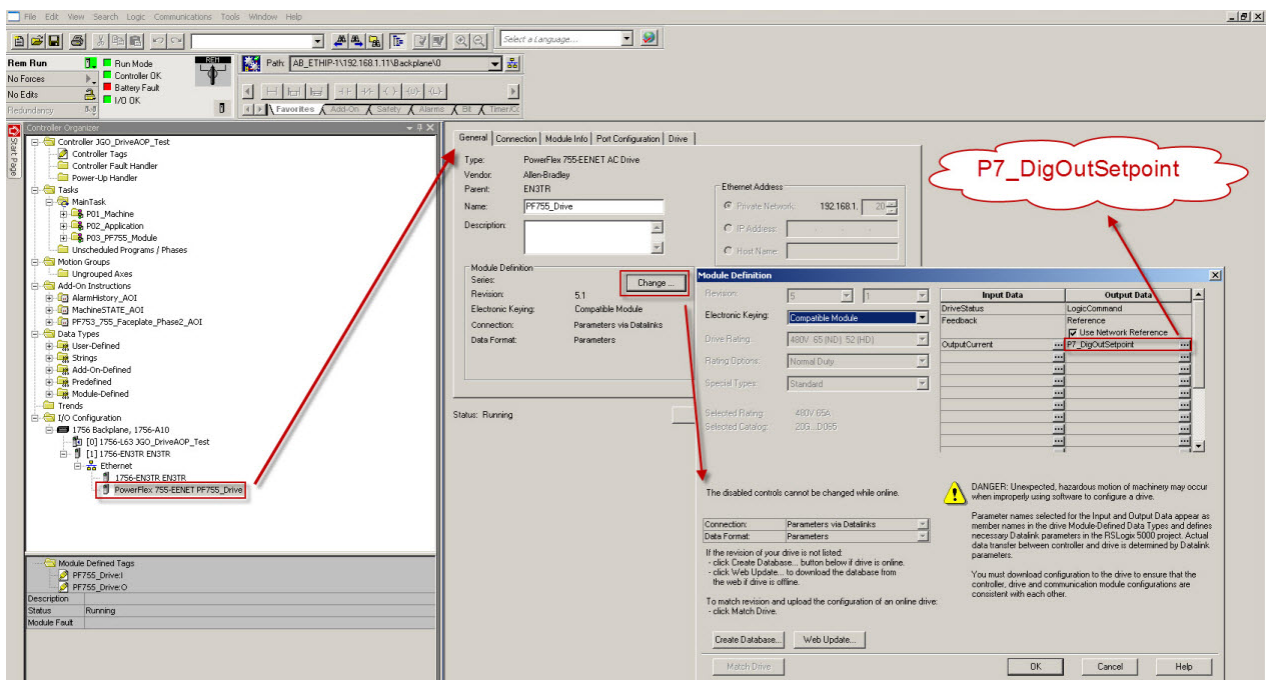 File Edit View Search Logic Communications Tools Window Help
Select a Language...
Rem Run
No Forces
No Edits
Redundancy
Run Mode
Controller OK
Battery Fault
I/O OK
REM
Path: AB_ETHIP-1\192.168.1.11\Backplane\0
Favorites Add-On Safety Alarms Bit Timer/Cc
Start Page
Controller Organizer
Controller JGO_DriveAOP_Test
Controller Tags
Controller Fault Handler
Power-Up Handler
Tasks
MainTask
P01_Machine
P02_Application
P03_PF755_Module
Unscheduled Programs / Phases
Motion Groups
Ungrouped Axes
Add-On Instructions
AlarmHistory_AOI
MachineSTATE_AOI
PF753_755_Faceplate_Phase2_AOI
Data Types
User-Defined
Strings
Add-On-Defined
Predefined
Module-Defined
Trends
I/O Configuration
1756 Backplane, 1756-A10
[0] 1756-L63 JGO_DriveAOP_Test
[1] 1756-EN3TR EN3TR
Ethernet
1756-EN3TR EN3TR
PowerFlex 755-EENET PF755_Drive
Module Defined Tags
PF755_Drive:I
PF755_Drive:O
Description
Status Running
Module Fault
General Connection Module Info Port Configuration Drive
Type: PowerFlex 755-EENET AC Drive
Vendor: Allen-Bradley
Parent: EN3TR
Name: PF755_Drive
Description:
Ethernet Address
Private Network: 192.168.1. 20
IP Address:
Host Name:
Module Definition
Series:
Change ...
Revision: 5.1
Electronic Keying: Compatible Module
Connection: Parameters via Datalinks
Data Format: Parameters
Status: Running
P7_DigOutSetpoint
Module Definition
Revision: 5 1
Electronic Keying: Compatible Module
Drive Rating: 480V 65 (ND) 52 (HD)
Rating Options: Normal Duty
Special Types: Standard
Selected Rating: 480V 65A
Selected Catalog: 20G...D065
Input Data Output Data
DriveStatus LogicCommand
Feedback Reference
Use Network Reference
OutputCurrent ... P7_DigOutSetpoint ...
The disabled controls cannot be changed while online.
Connection: Parameters via Datalinks
Data Format: Parameters
If the revision of your drive is not listed:
- click Create Database... button below if drive is online.
- click Web Update... to download the database from
the web if drive is offline.
To match revision and upload the configuration of an online drive:
- click Match Drive.
Create Database... Web Update...
Match Drive
DANGER: Unexpected, hazardous motion of machinery may occur
when improperly using software to configure a drive.
Parameter names selected for the Input and Output Data appear as
member names in the drive Module-Defined Data Types and defines
necessary Datalink parameters in the RSLogix 5000 project. Actual
data transfer between controller and drive is determined by Datalink
parameters.
You must download configuration to the drive to ensure that the
controller, drive and communication module configurations are
consistent with each other.
OK Cancel Help